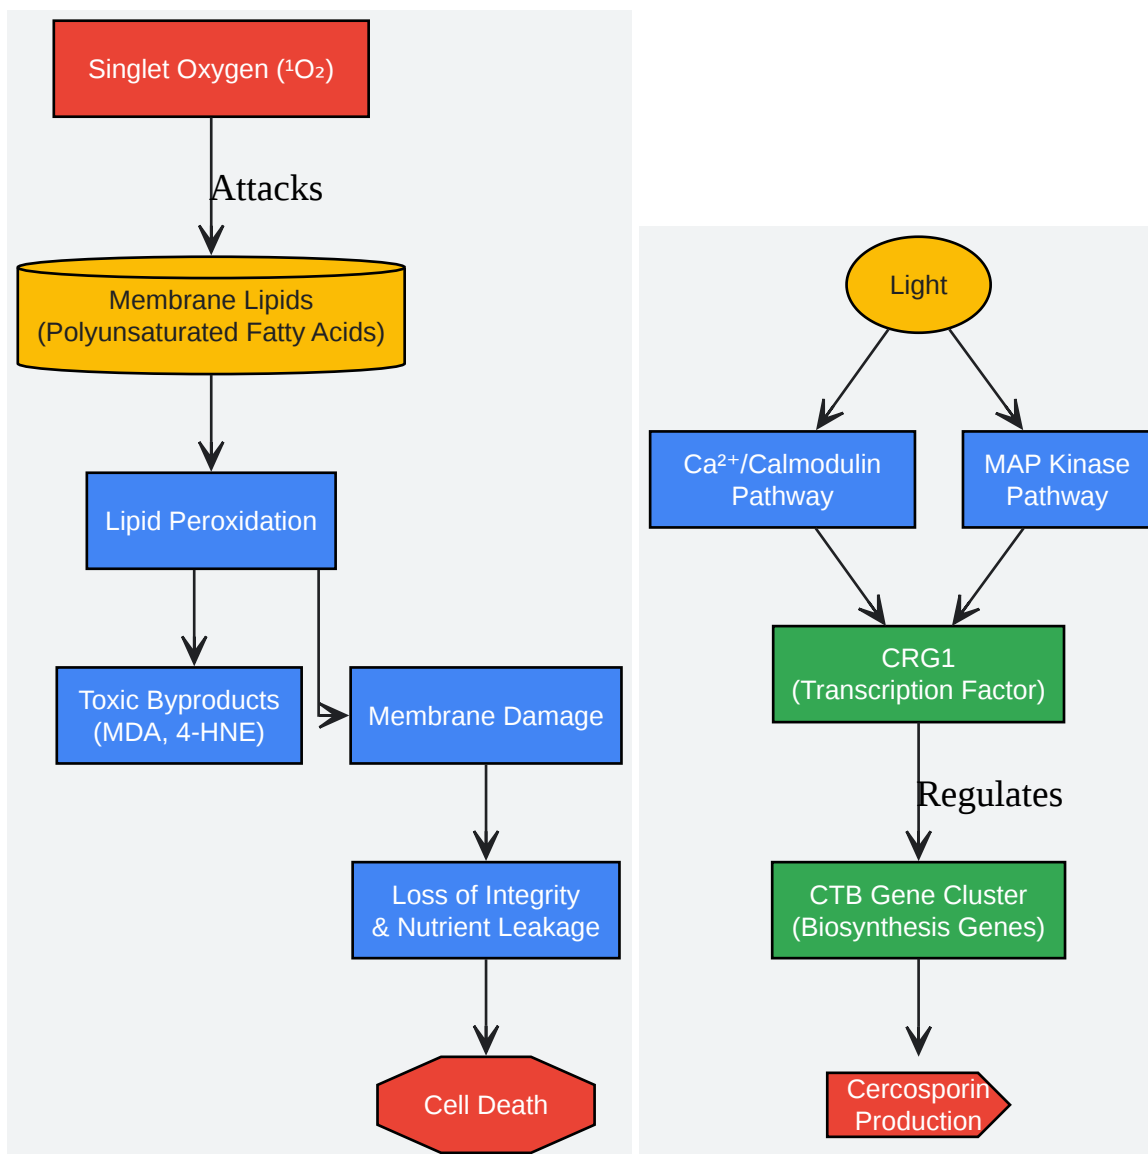 Singlet Oxygen (¹O₂)
Attacks
Membrane Lipids
(Polyunsaturated Fatty Acids)
Lipid Peroxidation
Toxic Byproducts
(MDA, 4-HNE)
Membrane Damage
Loss of Integrity
& Nutrient Leakage
Cell Death
Light
Ca²⁺/Calmodulin
Pathway
MAP Kinase
Pathway
CRG1
(Transcription Factor)
Regulates
CTB Gene Cluster
(Biosynthesis Genes)
Cercosporin
Production